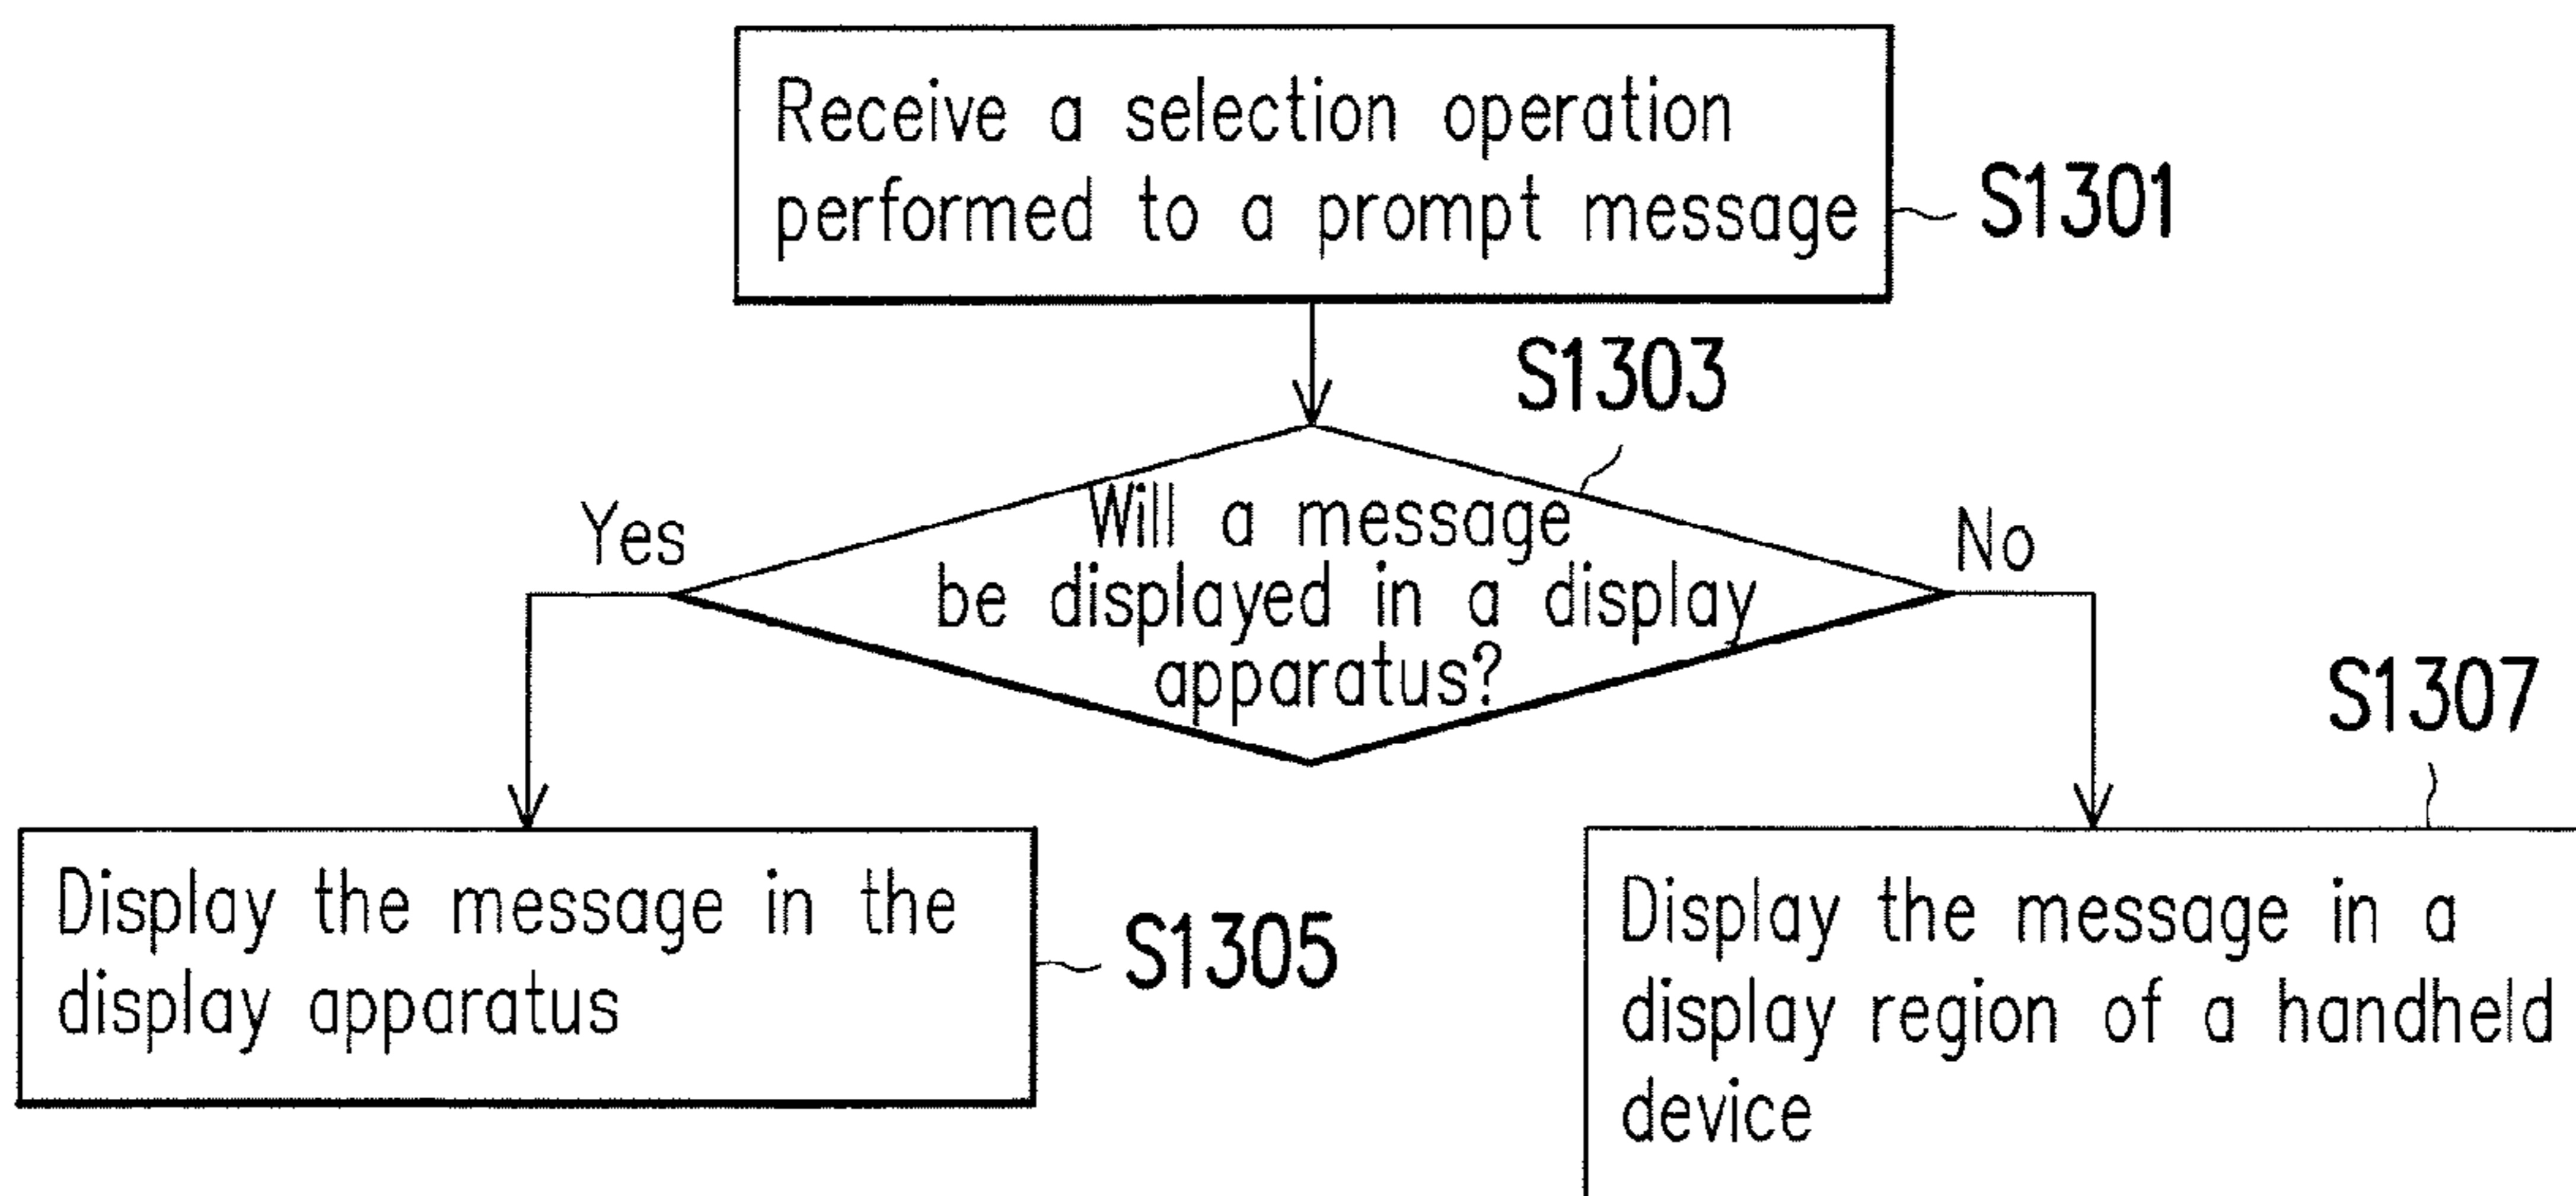 Receive a selection operation
performed to a prompt message
S1301
S1303
Will a message
be displayed in a display
apparatus?
Yes
No
Display the message in the
display apparatus
S1305
S1307
Display the message in a
display region of a handheld
device